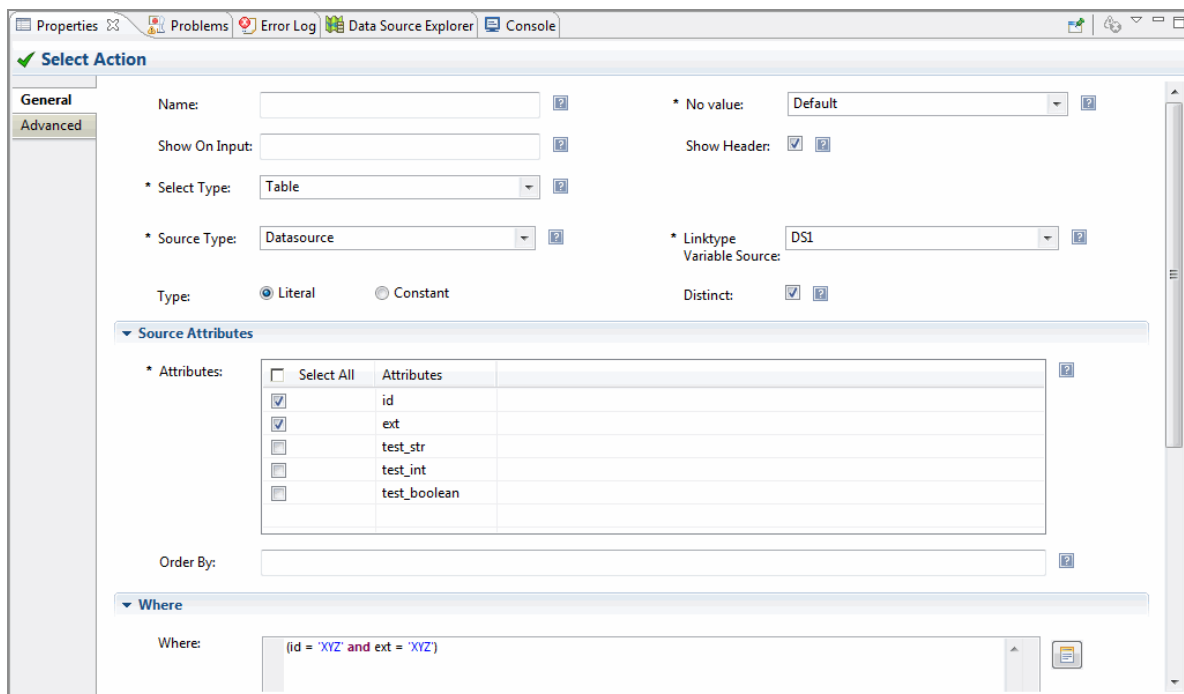 Properties Problems Error Log Data Source Explorer Console
Select Action
General
Advanced
Name: * No value: Default
Show On Input: Show Header:
* Select Type: Table
* Source Type: Datasource * Linktype
Variable Source: DS1
Type: Literal Constant Distinct:
Source Attributes
* Attributes: Select All Attributes
id
ext
test_str
test_int
test_boolean
Order By:
Where
Where: (id = 'XYZ' and ext = 'XYZ')